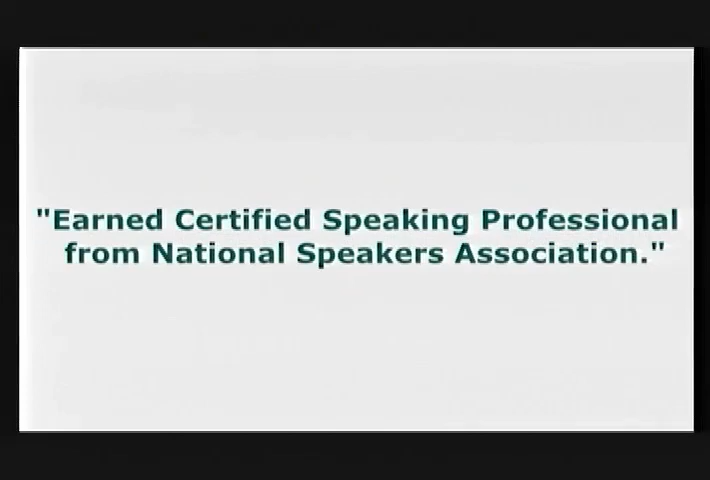 "Earned Certified Speaking Professional
from National Speakers Association."